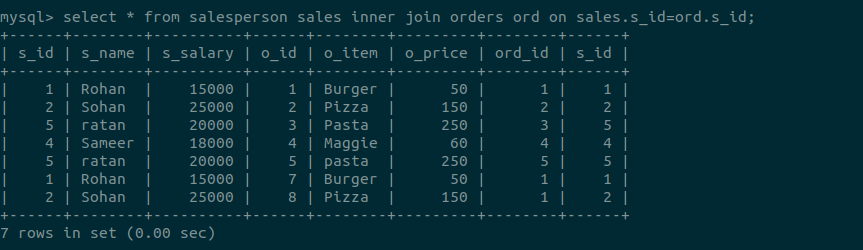 mysql> select * from salesperson sales inner join orders ord on sales.s_id=ord.s_id;
+------+--------+----------+------+--------+---------+--------+------+
| s_id | s_name | s_salary | o_id | o_item | o_price | ord_id | s_id |
+------+--------+----------+------+--------+---------+--------+------+
|    1 | Rohan  |    15000 |    1 | Burger |      50 |      1 |    1 |
|    2 | Sohan  |    25000 |    2 | Pizza  |     150 |      2 |    2 |
|    5 | ratan  |    20000 |    3 | Pasta  |     250 |      3 |    5 |
|    4 | Sameer |    18000 |    4 | Maggie |      60 |      4 |    4 |
|    5 | ratan  |    20000 |    5 | pasta  |     250 |      5 |    5 |
|    1 | Rohan  |    15000 |    7 | Burger |      50 |      1 |    1 |
|    2 | Sohan  |    25000 |    8 | Pizza  |     150 |      1 |    2 |
+------+--------+----------+------+--------+---------+--------+------+
7 rows in set (0.00 sec)